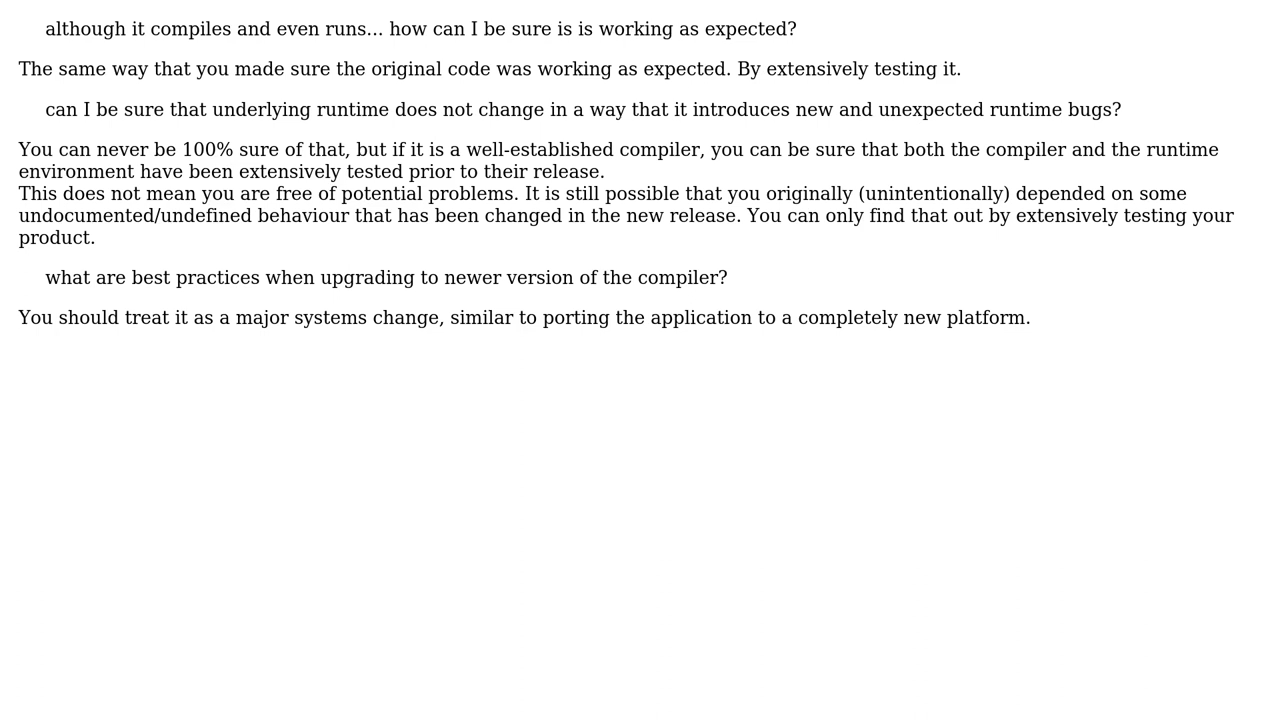 although it compiles and even runs... how can I be sure is is working as expected?
The same way that you made sure the original code was working as expected. By extensively testing it.
can I be sure that underlying runtime does not change in a way that it introduces new and unexpected runtime bugs?
You can never be 100% sure of that, but if it is a well-established compiler, you can be sure that both the compiler and the runtime
environment have been extensively tested prior to their release.
This does not mean you are free of potential problems. It is still possible that you originally (unintentionally) depended on some
undocumented/undefined behaviour that has been changed in the new release. You can only find that out by extensively testing your
product.
what are best practices when upgrading to newer version of the compiler?
You should treat it as a major systems change, similar to porting the application to a completely new platform.